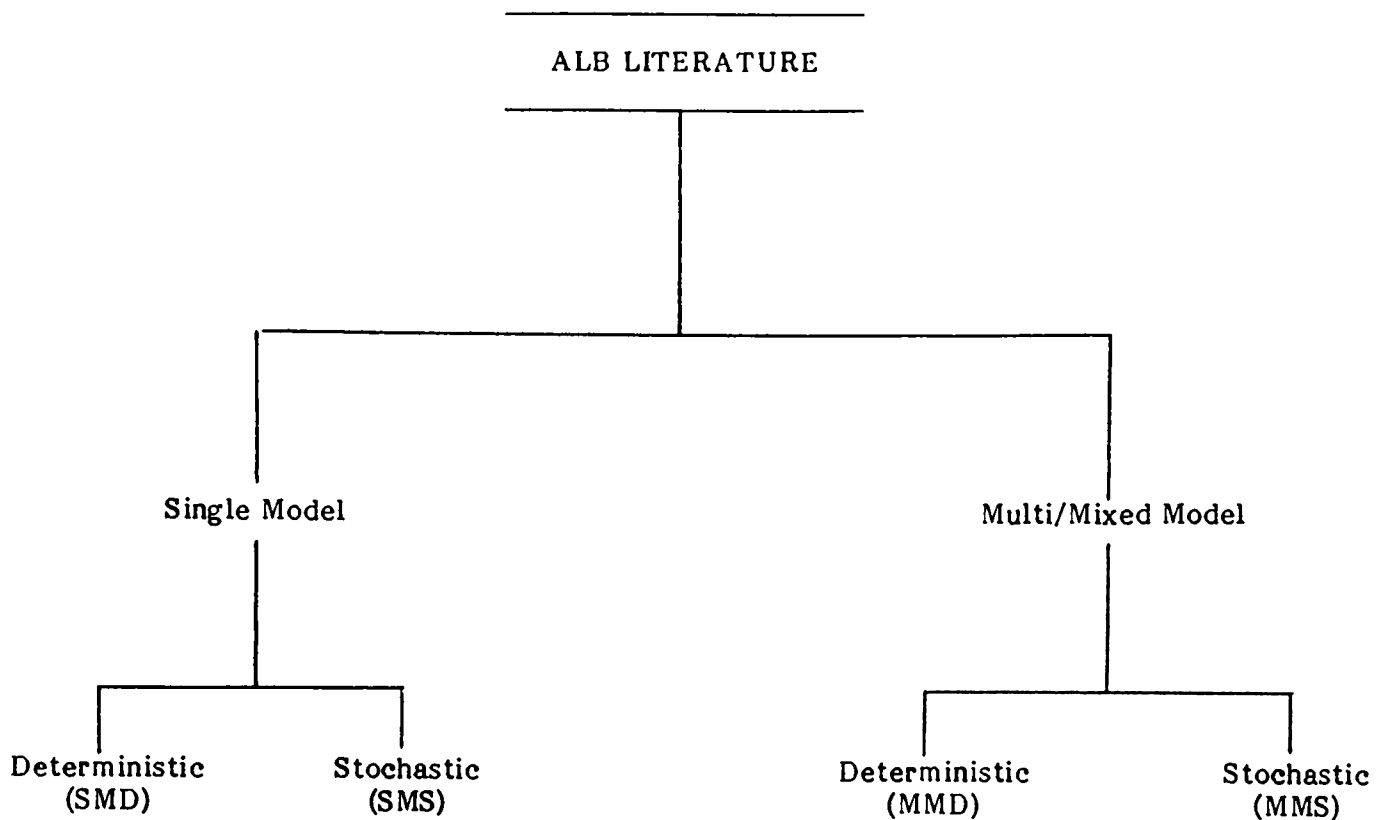 ALB LITERATURE
Single Model
Multi/Mixed Model
Deterministic
(SMD)
Stochastic
(SMS)
Deterministic
(MMD)
Stochastic
(MMS)